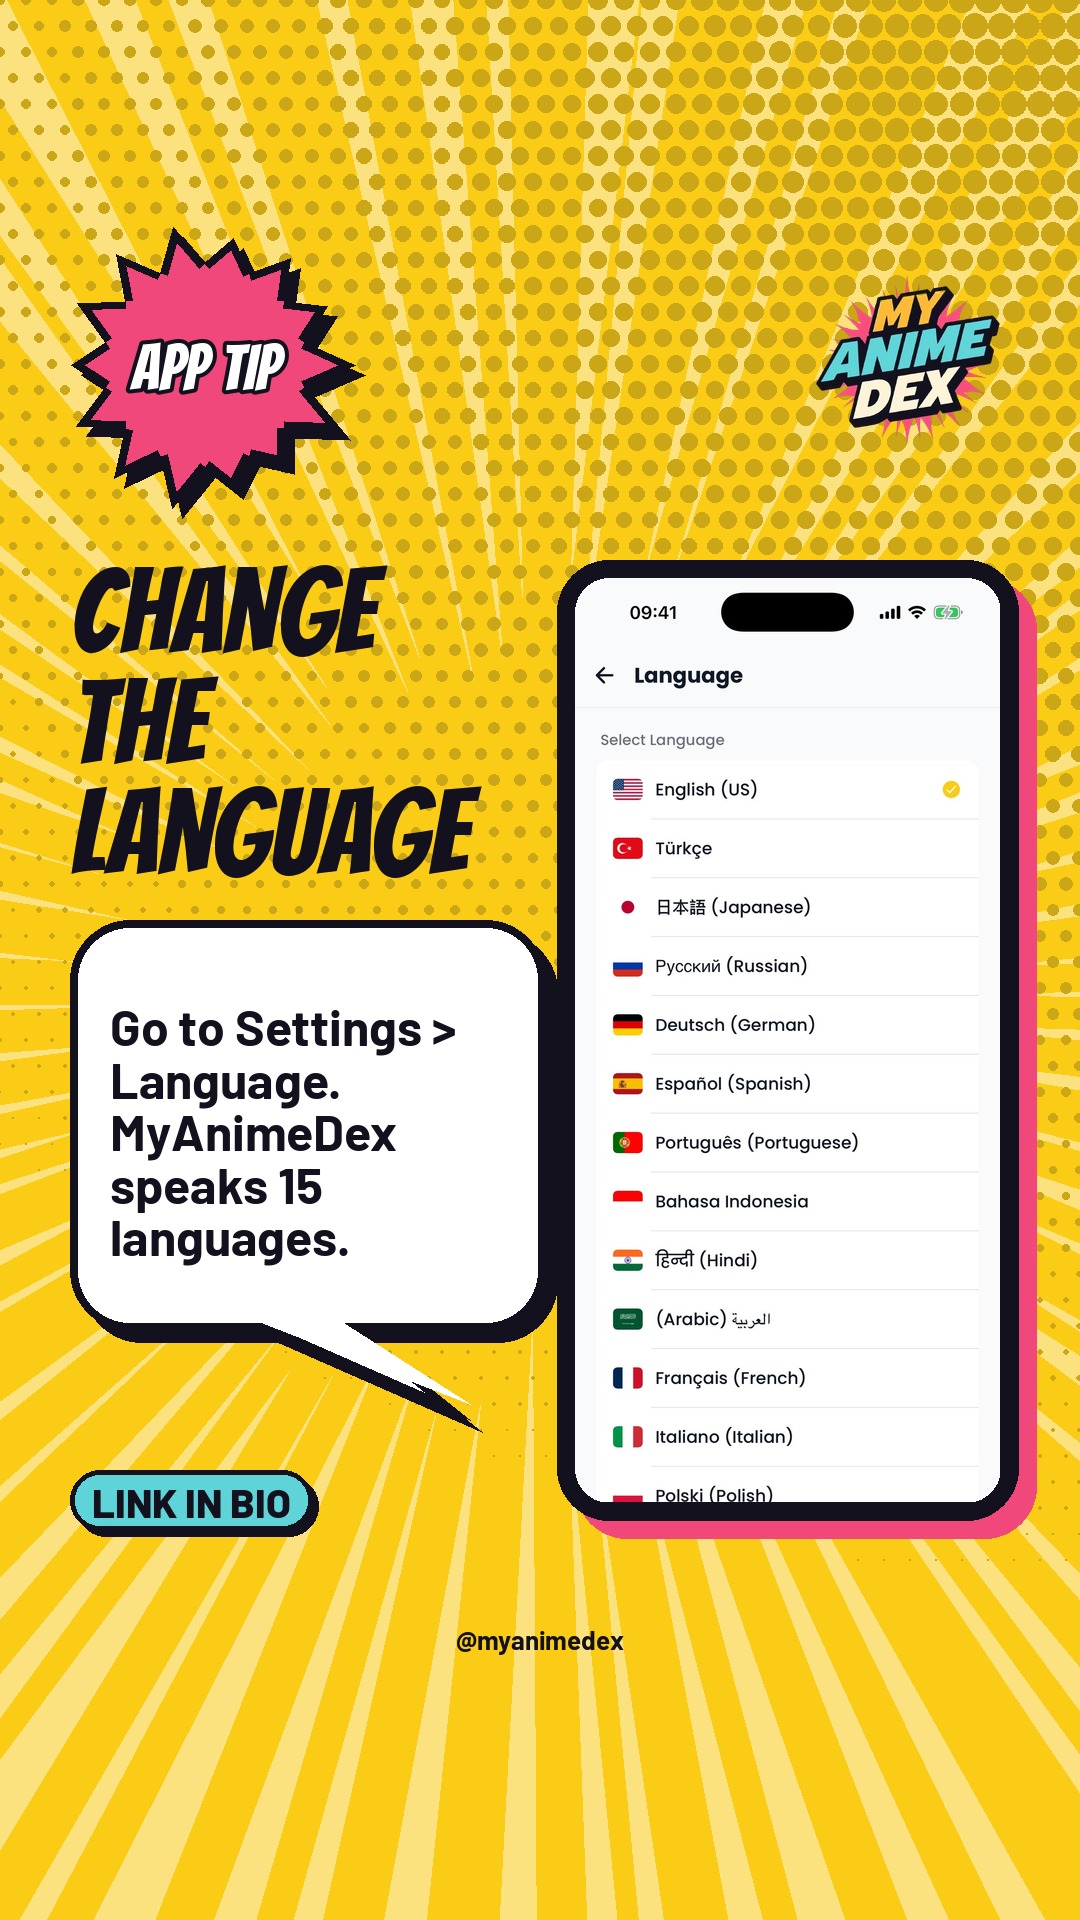 APP TIP
MY
ANIME
DEX
CHANGE
THE
LANGUAGE
Go to Settings >
Language.
MyAnimeDex
speaks 15
languages.
LINK IN BIO
09:41
Language
Select Language
English (US)
Türkçe
日本語 (Japanese)
Русский (Russian)
Deutsch (German)
Español (Spanish)
Português (Portuguese)
Bahasa Indonesia
हिन्दी (Hindi)
(Arabic) العربية
Français (French)
Italiano (Italian)
Polski (Polish)
@myanimedex